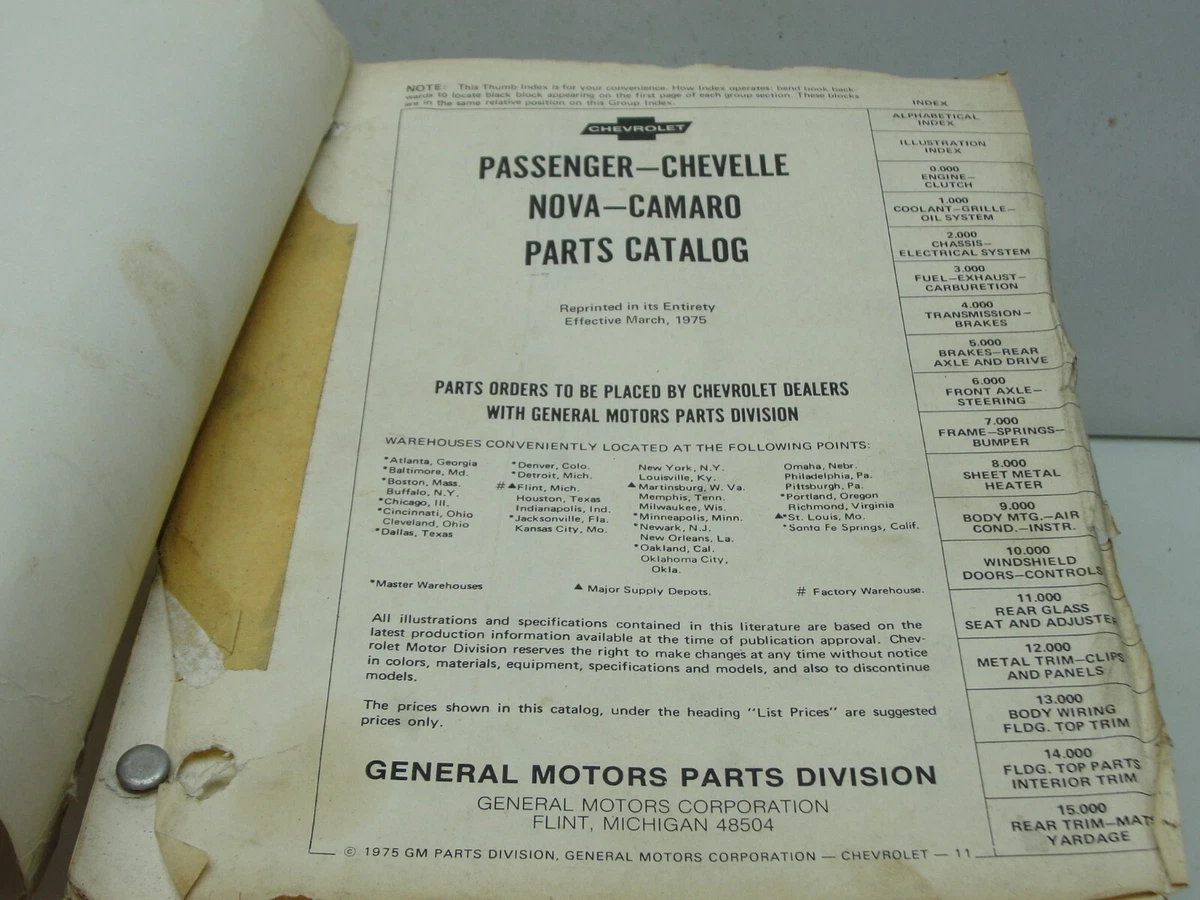 NOTE: This Thumb Index is for your convenience. How Index operates: bend book back-
wards to locate black block appearing on the first page of each group section. These blocks
are in the same relative position on this Group Index.
CHEVROLET
PASSENGER—CHEVELLE
NOVA—CAMARO
PARTS CATALOG
Reprinted in its Entirety
Effective March, 1975
PARTS ORDERS TO BE PLACED BY CHEVROLET DEALERS
WITH GENERAL MOTORS PARTS DIVISION
WAREHOUSES CONVENIENTLY LOCATED AT THE FOLLOWING POINTS:
*Atlanta, Georgia
*Baltimore, Md.
*Boston, Mass.
Buffalo, N.Y.
*Chicago, Ill.
*Cincinnati, Ohio
Cleveland, Ohio
*Dallas, Texas
*Denver, Colo.
*Detroit, Mich.
#▲Flint, Mich.
Houston, Texas
Indianapolis, Ind.
*Jacksonville, Fla.
Kansas City, Mo.
New York, N.Y.
Louisville, Ky.
▲Martinsburg, W. Va.
Memphis, Tenn.
Milwaukee, Wis.
*Minneapolis, Minn.
*Newark, N.J.
New Orleans, La.
*Oakland, Cal.
Oklahoma City,
Okla.
Omaha, Nebr.
Philadelphia, Pa.
Pittsburgh, Pa.
*Portland, Oregon
Richmond, Virginia
▲*St. Louis, Mo.
*Santa Fe Springs, Calif.
*Master Warehouses ▲ Major Supply Depots. # Factory Warehouse.
All illustrations and specifications contained in this literature are based on the
latest production information available at the time of publication approval. Chev-
rolet Motor Division reserves the right to make changes at any time without notice
in colors, materials, equipment, specifications and models, and also to discontinue
models.
The prices shown in this catalog, under the heading "List Prices" are suggested
prices only.
GENERAL MOTORS PARTS DIVISION
GENERAL MOTORS CORPORATION
FLINT, MICHIGAN 48504
© 1975 GM PARTS DIVISION, GENERAL MOTORS CORPORATION — CHEVROLET — 11
INDEX
ALPHABETICAL
INDEX
ILLUSTRATION
INDEX
0.000
ENGINE—
CLUTCH
1.000
COOLANT—GRILLE—
OIL SYSTEM
2.000
CHASSIS—
ELECTRICAL SYSTEM
3.000
FUEL—EXHAUST—
CARBURETION
4.000
TRANSMISSION—
BRAKES
5.000
BRAKES—REAR
AXLE AND DRIVE
6.000
FRONT AXLE—
STEERING
7.000
FRAME—SPRINGS—
BUMPER
8.000
SHEET METAL
HEATER
9.000
BODY MTG.—AIR
COND.—INSTR.
10.000
WINDSHIELD
DOORS—CONTROLS
11.000
REAR GLASS
SEAT AND ADJUSTER
12.000
METAL TRIM—CLIPS
AND PANELS
13.000
BODY WIRING
FLDG. TOP TRIM
14.000
FLDG. TOP PARTS
INTERIOR TRIM
15.000
REAR TRIM—MATS
YARDAGE